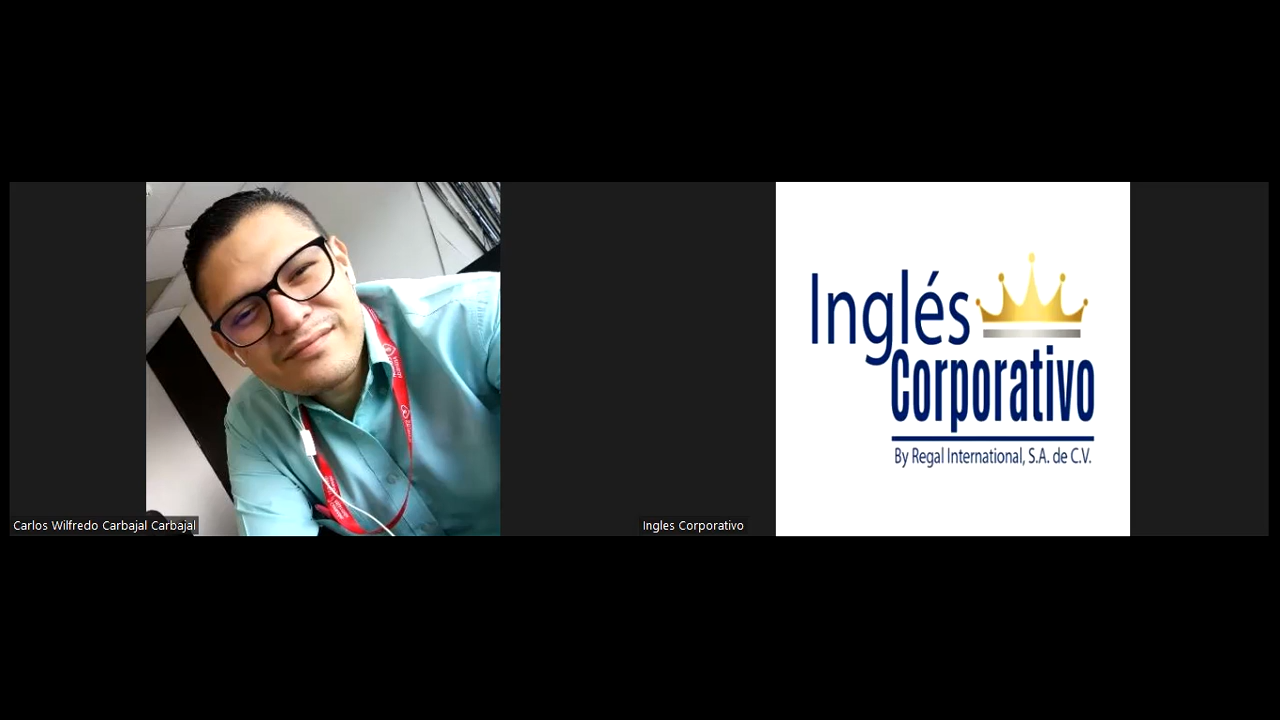 Inglés
Corporativo
By Regal International, S.A. de C.V.
Carlos Wilfredo Carbajal Carbajal
Ingles Corporativo